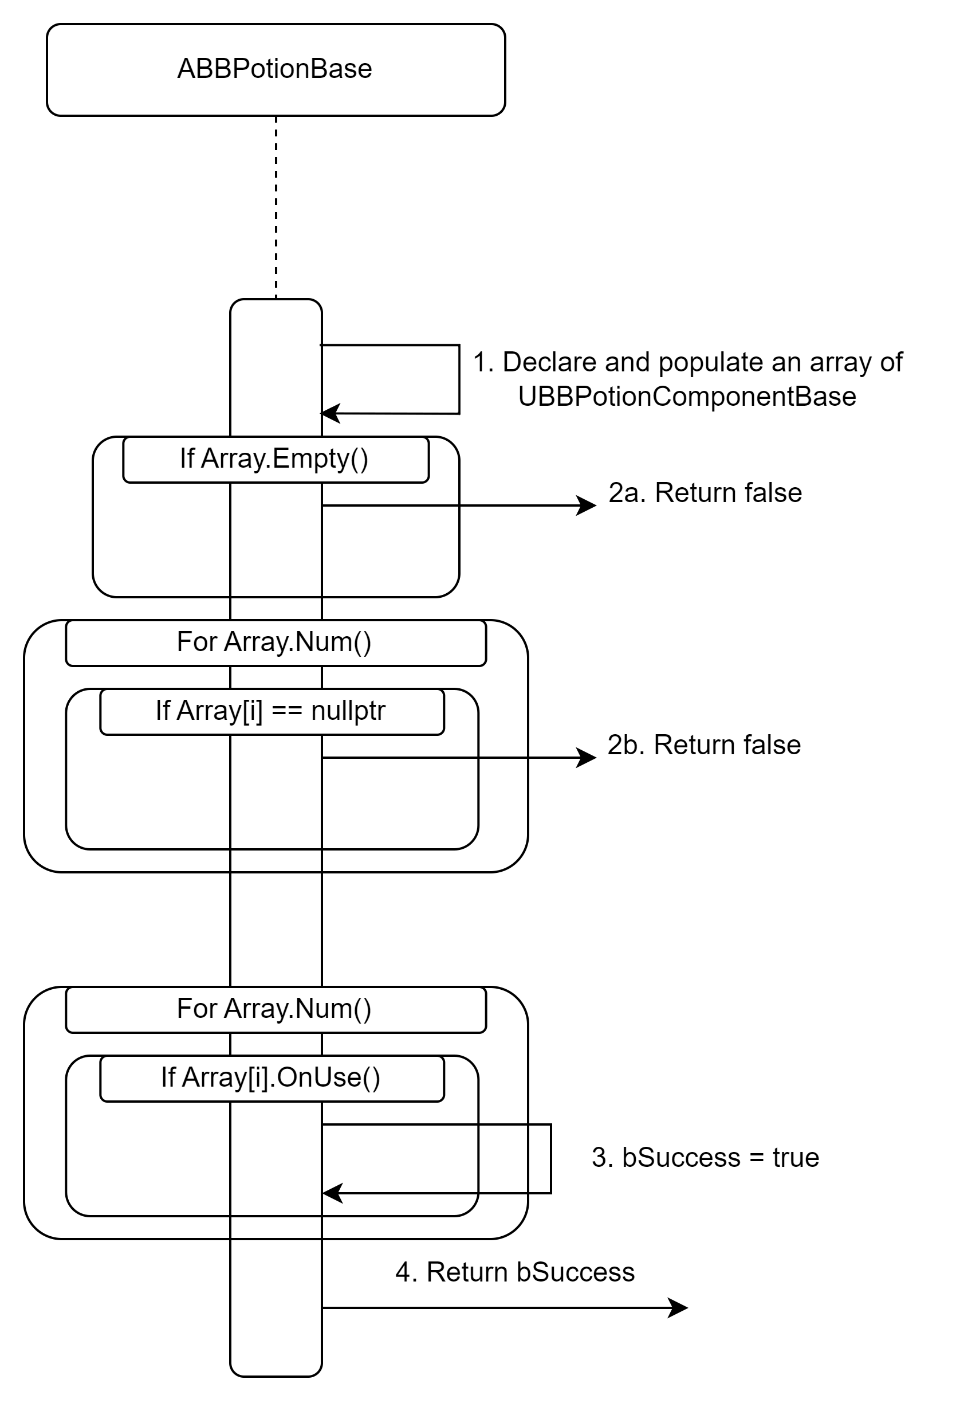 ABBPotionBase
1. Declare and populate an array of
UBBPotionComponentBase
If Array.Empty()
2a. Return false
For Array.Num()
If Array[i] == nullptr
2b. Return false
For Array.Num()
If Array[i].OnUse()
3. bSuccess = true
4. Return bSuccess